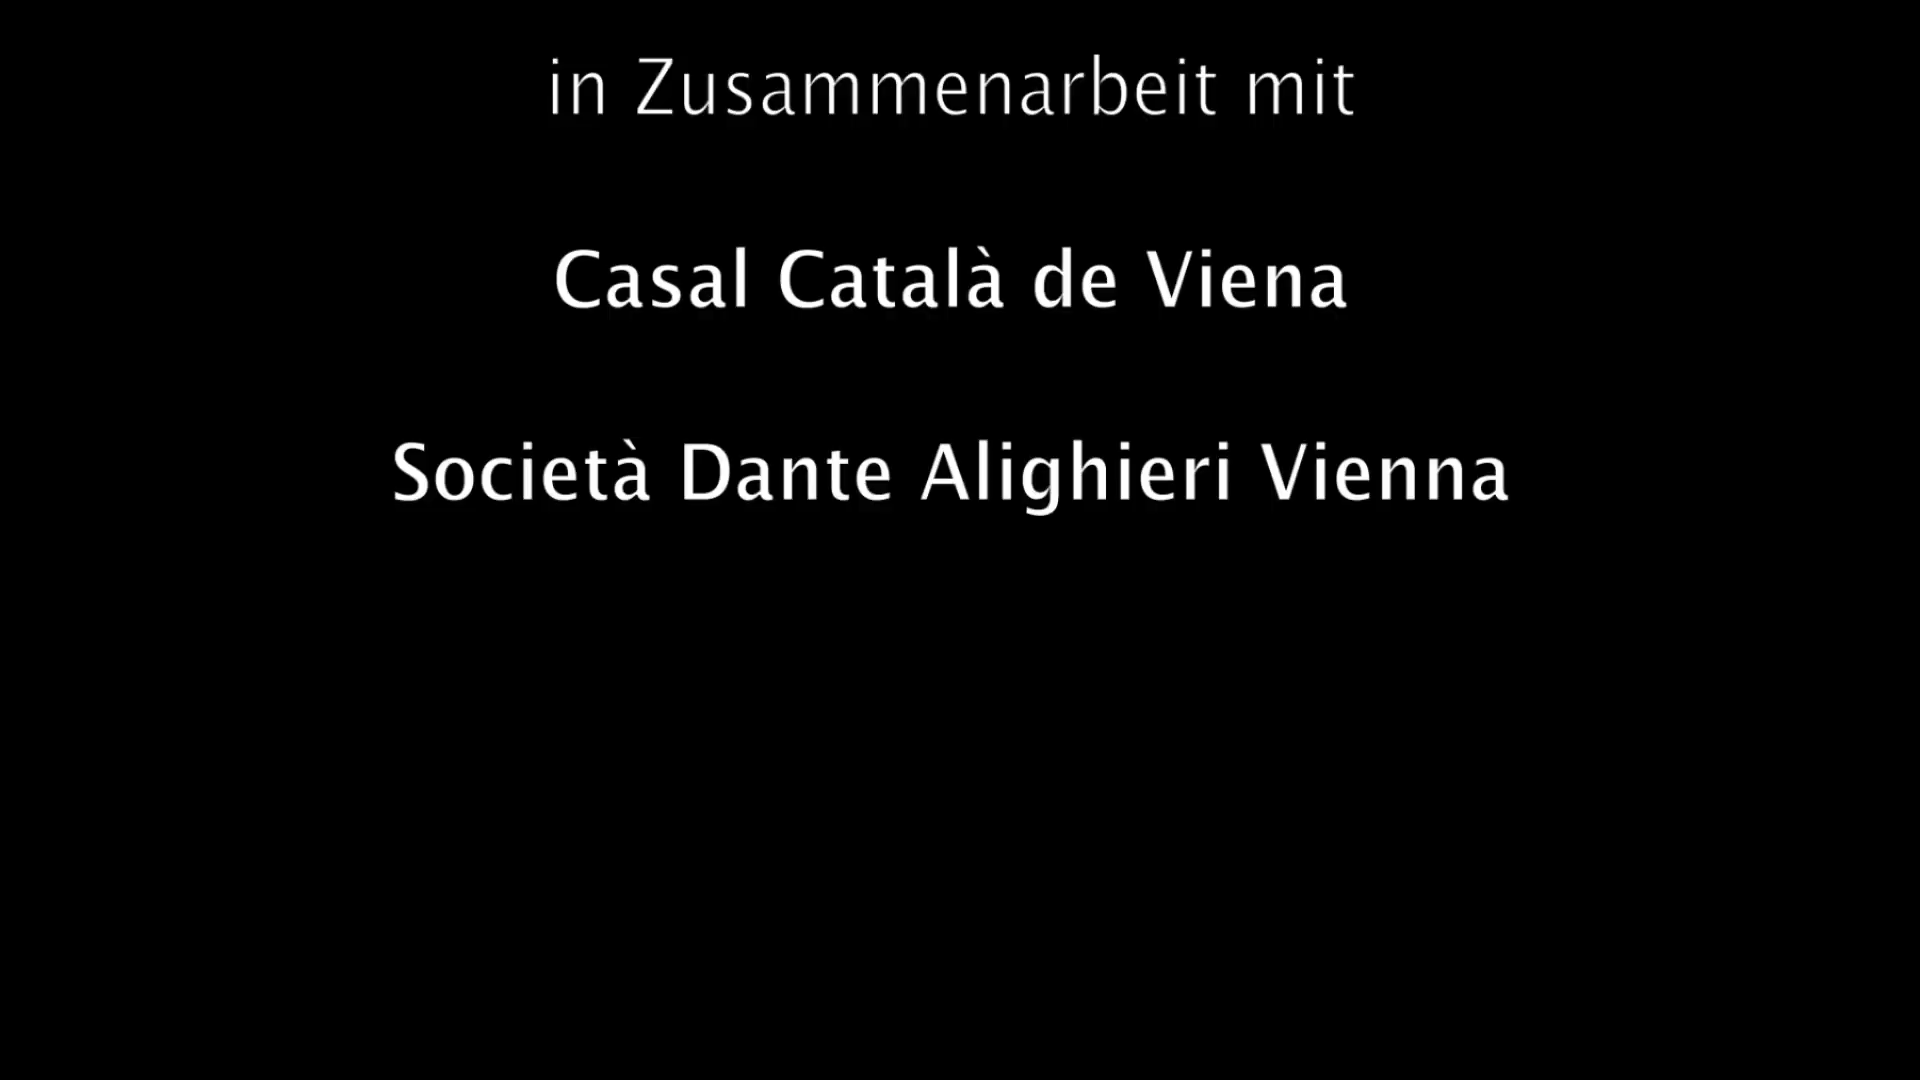 in Zusammenarbeit mit
Casal Català de Viena
Società Dante Alighieri Vienna